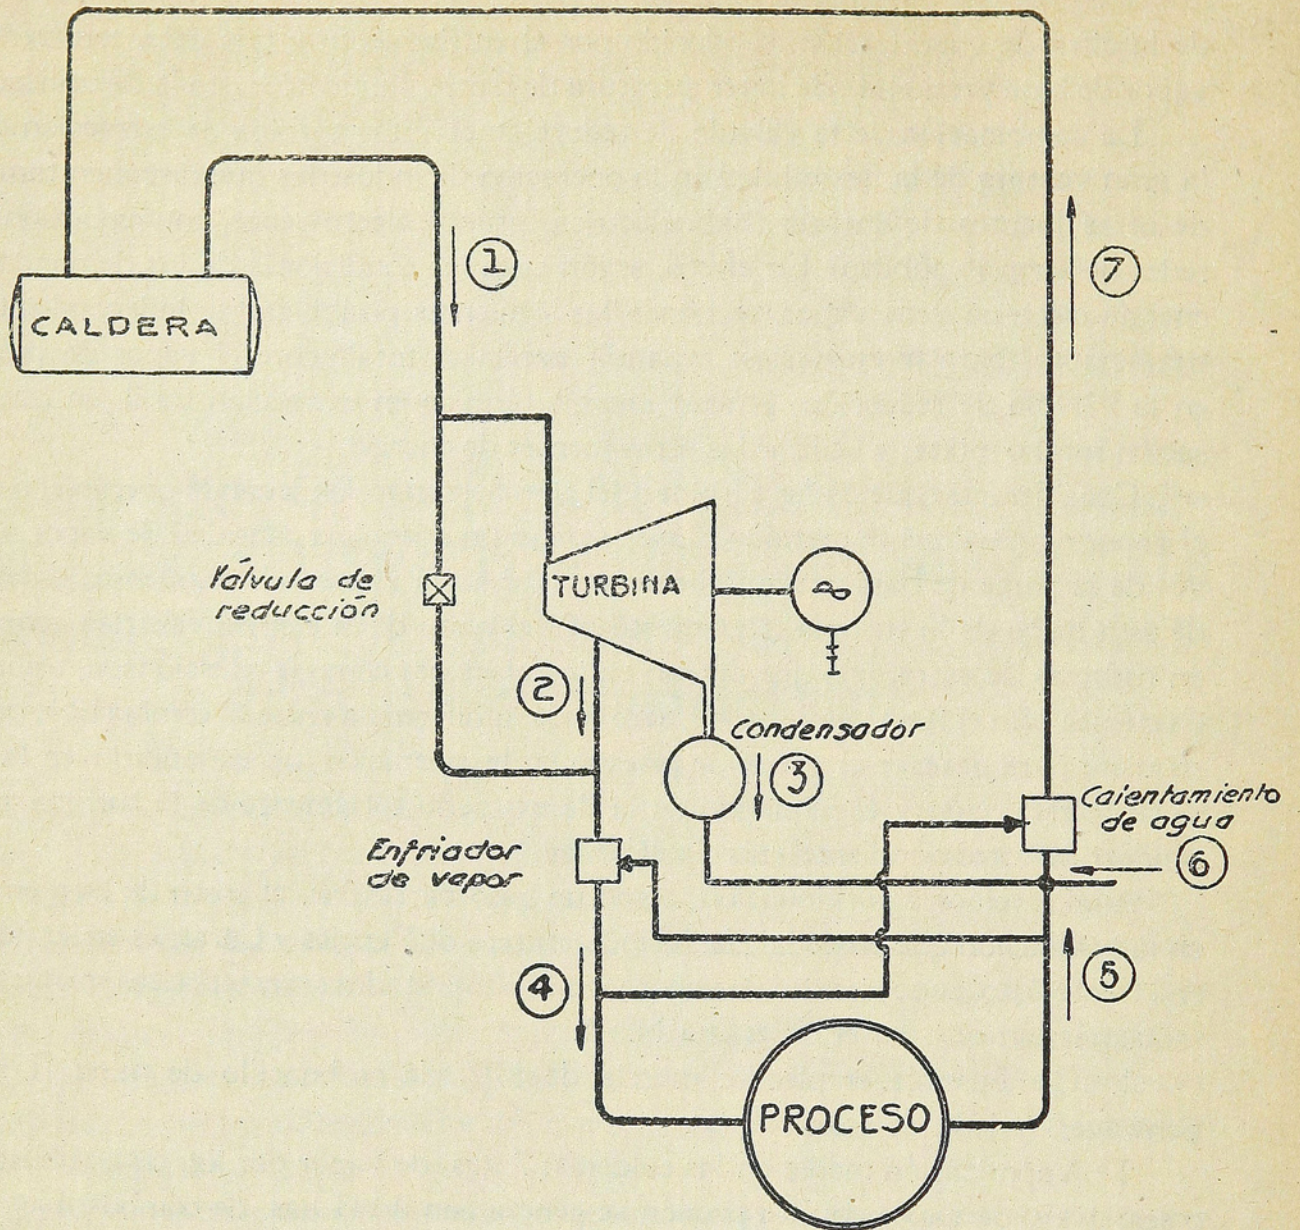 1
7
CALDERA
Válvula de
reducción
TURBINA
2
Condensador
3
Calentamiento
de agua
Enfriador
de vapor
6
4
5
PROCESO